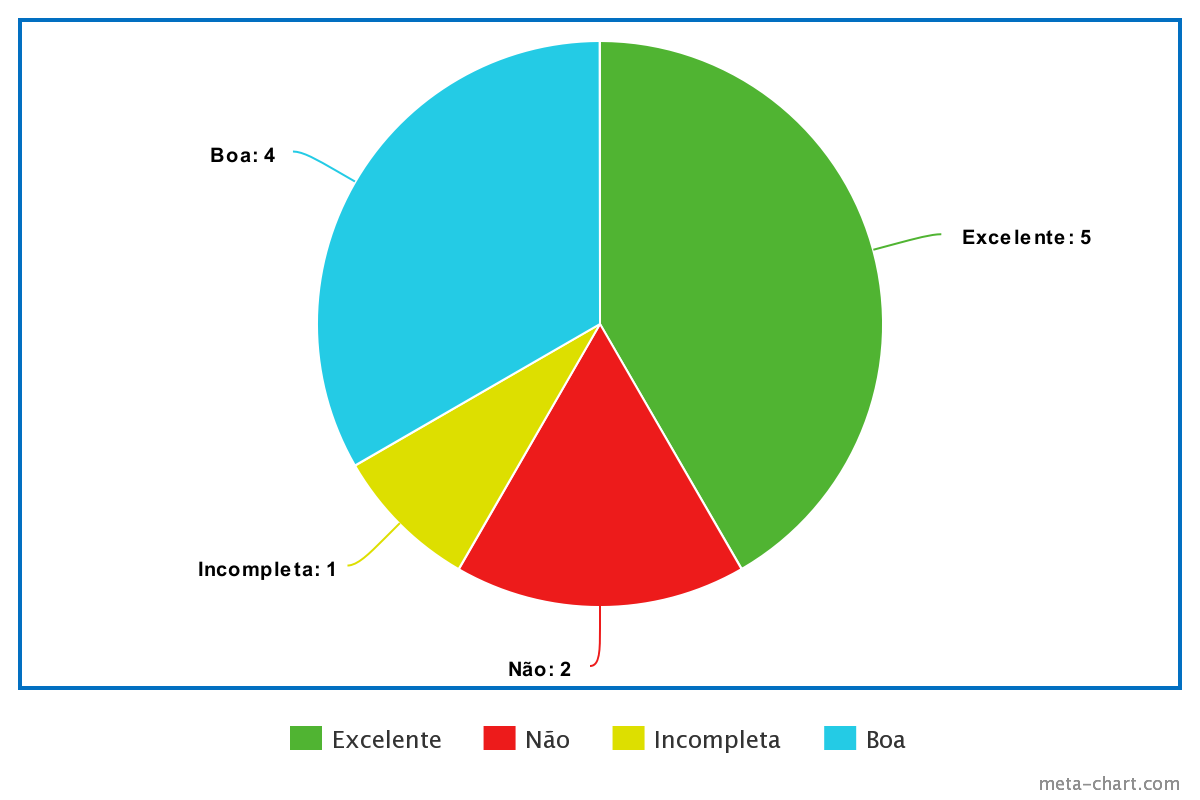 Boa: 4
Excelente: 5
Incompleta: 1
Não: 2
Excelente
Não
Incompleta
Boa
meta-chart.com